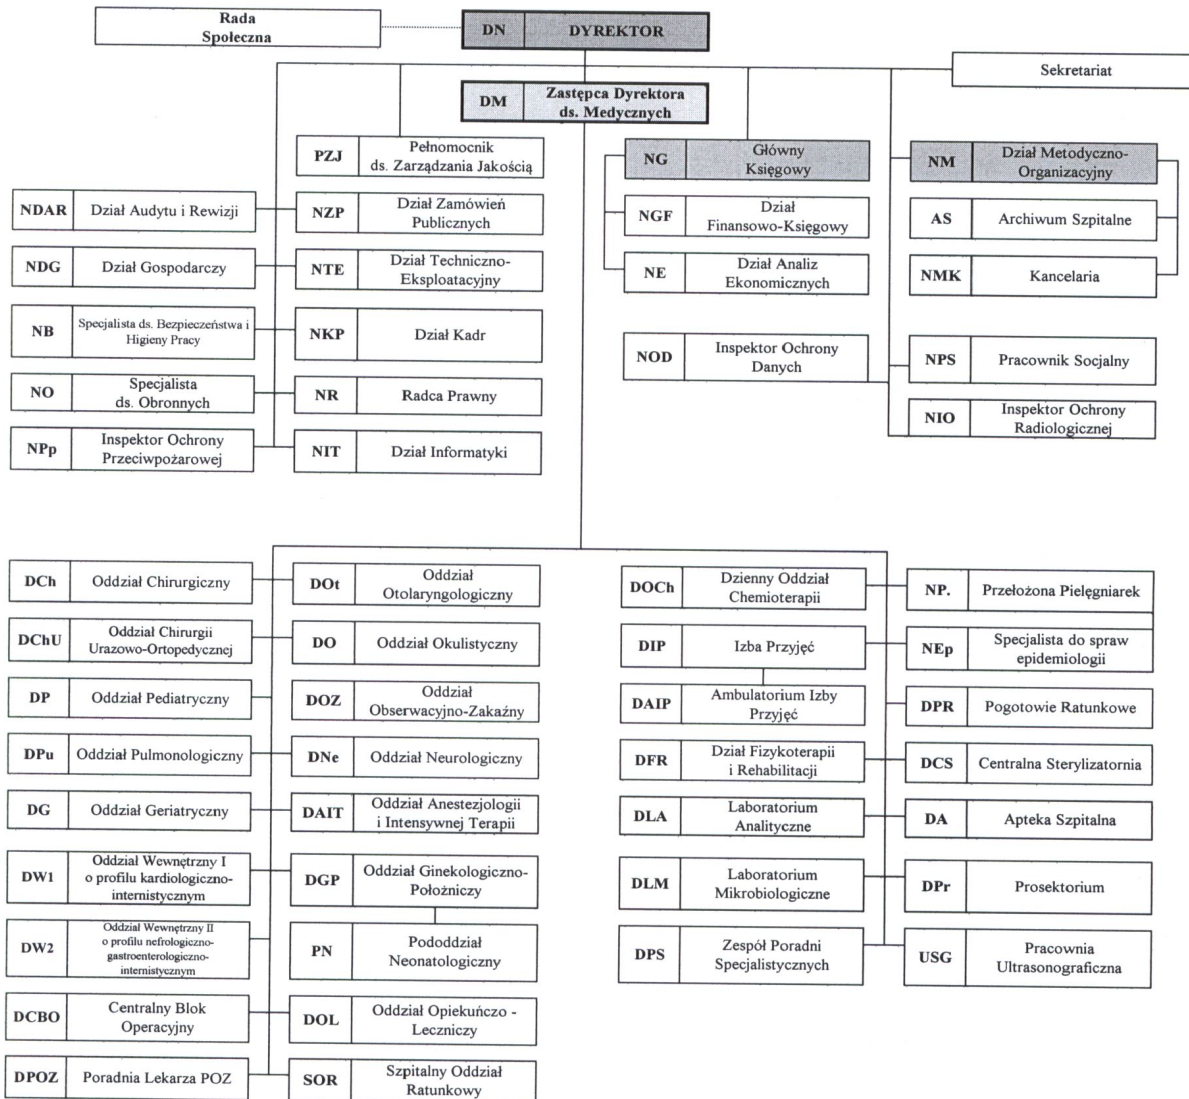 Rada
Społeczna
DN DYREKTOR
Sekretariat
DM Zastępca Dyrektora
ds. Medycznych
PZJ Pełnomocnik
ds. Zarządzania Jakością
NG Główny
Księgowy
NM Dział Metodyczno-
Organizacyjny
NDAR Dział Audytu i Rewizji
NZP Dział Zamówień
Publicznych
NGF Dział
Finansowo-Księgowy
AS Archiwum Szpitalne
NDG Dział Gospodarczy
NTE Dział Techniczno-
Eksploatacyjny
NE Dział Analiz
Ekonomicznych
NMK Kancelaria
NB Specjalista ds. Bezpieczeństwa i
Higieny Pracy
NKP Dział Kadr
NOD Inspektor Ochrony
Danych
NPS Pracownik Socjalny
NO Specjalista
ds. Obronnych
NR Radca Prawny
NIO Inspektor Ochrony
Radiologicznej
NPp Inspektor Ochrony
Przeciwpożarowej
NIT Dział Informatyki
DCh Oddział Chirurgiczny
DOt Oddział
Otolaryngologiczny
DOCh Dzienny Oddział
Chemioterapii
NP. Przełożona Pielęgniarek
DChU Oddział Chirurgii
Urazowo-Ortopedycznej
DO Oddział Okulistyczny
DIP Izba Przyjęć
NEp Specjalista do spraw
epidemiologii
DP Oddział Pediatryczny
DOZ Oddział
Obserwacyjno-Zakaźny
DAIP Ambulatorium Izby
Przyjęć
DPR Pogotowie Ratunkowe
DPu Oddział Pulmonologiczny
DNe Oddział Neurologiczny
DFR Dział Fizykoterapii
i Rehabilitacji
DCS Centralna Sterylizatornia
DG Oddział Geriatryczny
DAIT Oddział Anestezjologii
i Intensywnej Terapii
DLA Laboratorium
Analityczne
DA Apteka Szpitalna
DW1 Oddział Wewnętrzny I
o profilu kardiologiczno-
internistycznym
DGP Oddział Ginekologiczno-
Położniczy
DLM Laboratorium
Mikrobiologiczne
DPr Prosektorium
DW2 Oddział Wewnętrzny II
o profilu nefrologiczno-
gastroenterologiczno-
internistycznym
PN Pododdział
Neonatologiczny
DPS Zespół Poradni
Specjalistycznych
USG Pracownia
Ultrasonograficzna
DCBO Centralny Blok
Operacyjny
DOL Oddział Opiekuńczo -
Leczniczy
DPOZ Poradnia Lekarza POZ
SOR Szpitalny Oddział
Ratunkowy